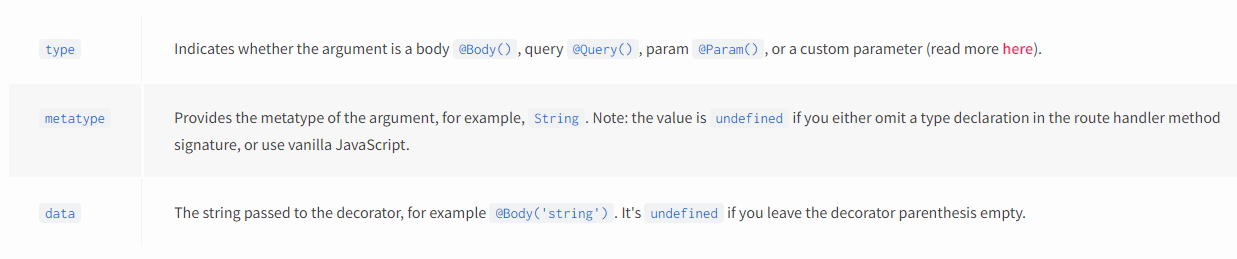 type Indicates whether the argument is a body @Body(), query @Query(), param @Param(), or a custom parameter (read more here).
metatype Provides the metatype of the argument, for example, String. Note: the value is undefined if you either omit a type declaration in the route handler method
signature, or use vanilla JavaScript.
data The string passed to the decorator, for example @Body('string'). It's undefined if you leave the decorator parenthesis empty.